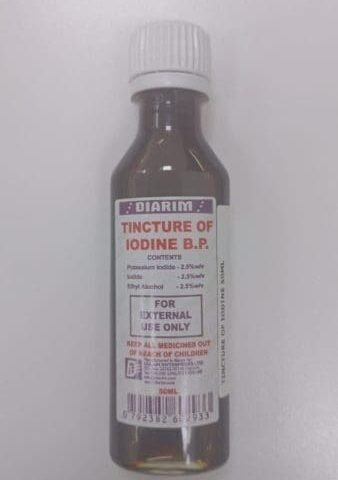 DIARIM
TINCTURE OF
IODINE B.P.
CONTENTS
Potassium Iodide - 2.5%w/v
Iodide - 2.5%w/v
Ethyl Alcohol - 2.5%w/v
FOR
EXTERNAL
USE ONLY
KEEP ALL MEDICINES OUT
OF REACH OF CHILDREN
50ML
TINCTURE OF IODINE 50ML